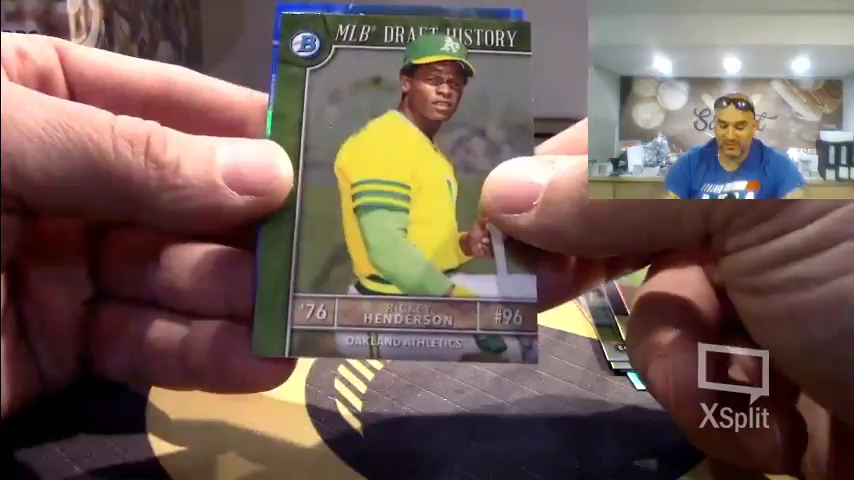 B
MLB® DRAFT HISTORY
A's
'76
RICKEY
HENDERSON
#96
OAKLAND ATHLETICS
XSplit